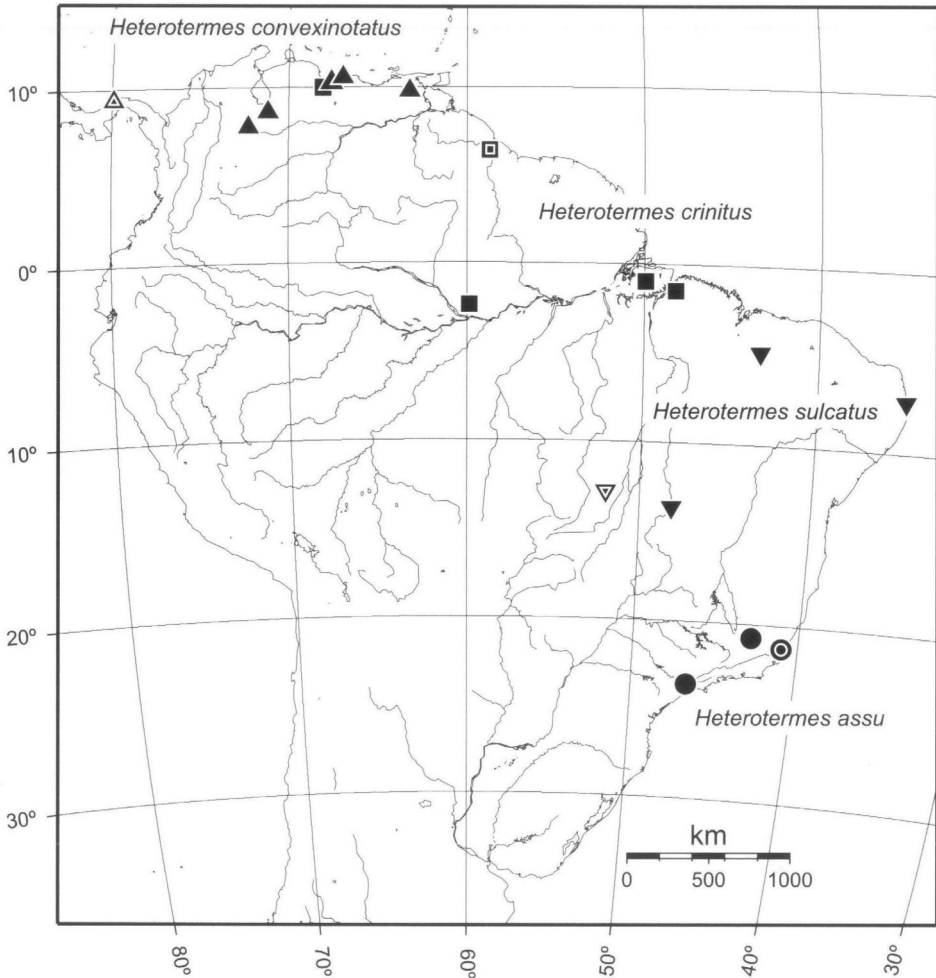 Heterotermes convexinotatus
10º
Heterotermes crinitus
0º
Heterotermes sulcatus
10º
20º
Heterotermes assu
30º
km
0 500 1000
80º 70º 60º 50º 40º 30º